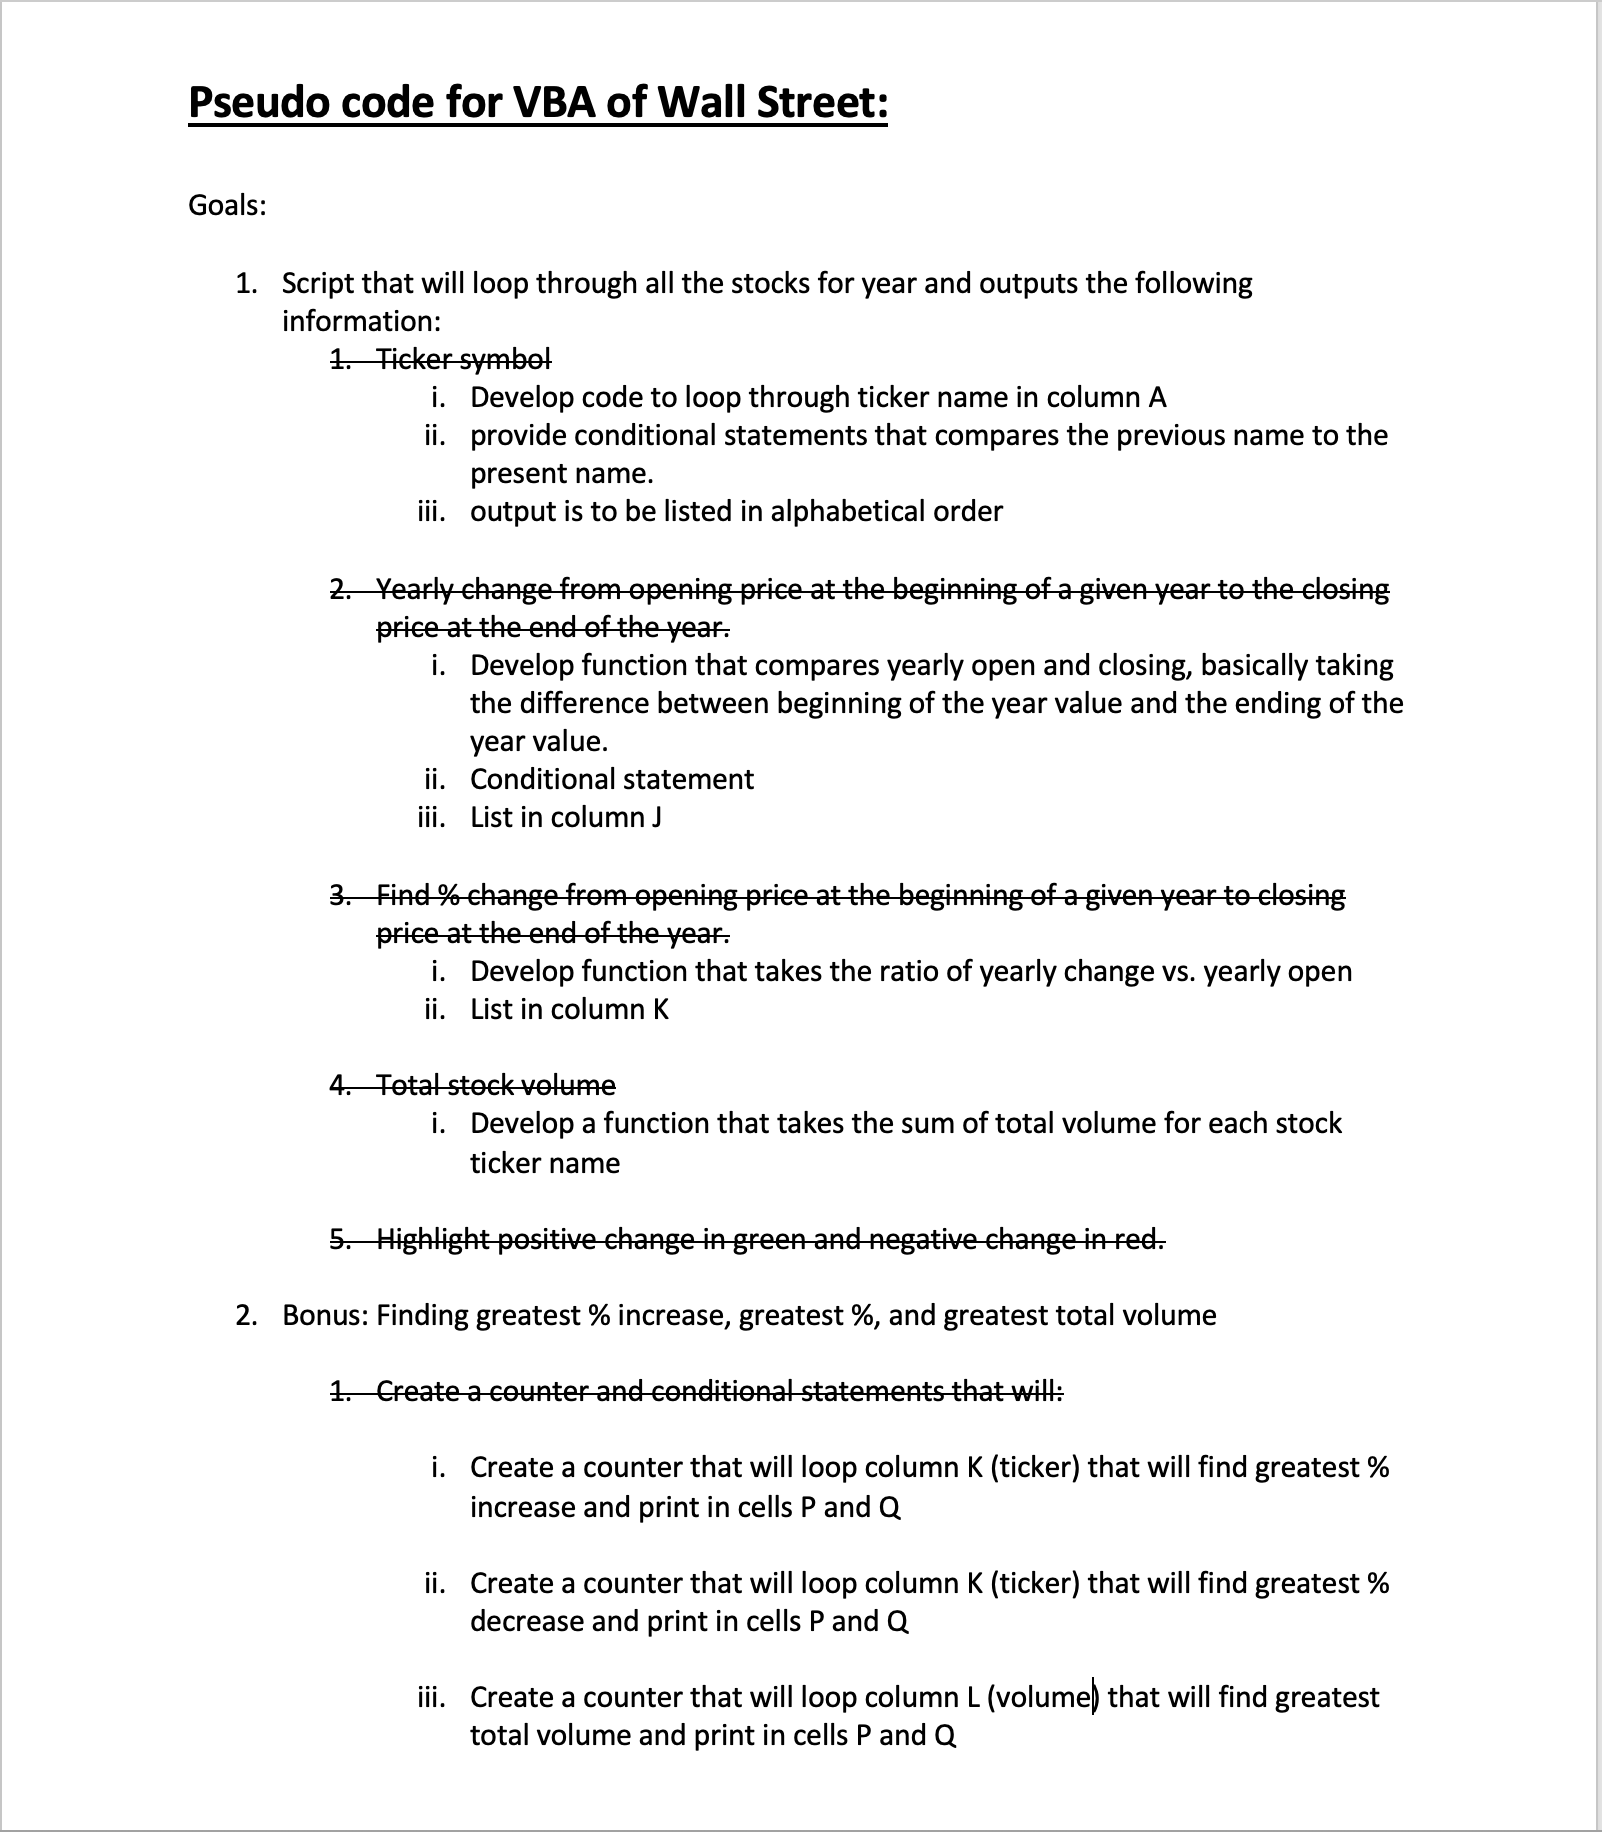 Pseudo code for VBA of Wall Street:
Goals:
1. Script that will loop through all the stocks for year and outputs the following
information:
1. Ticker symbol
i. Develop code to loop through ticker name in column A
ii. provide conditional statements that compares the previous name to the
present name.
iii. output is to be listed in alphabetical order
2. Yearly change from opening price at the beginning of a given year to the closing
price at the end of the year.
i. Develop function that compares yearly open and closing, basically taking
the difference between beginning of the year value and the ending of the
year value.
ii. Conditional statement
iii. List in column J
3. Find % change from opening price at the beginning of a given year to closing
price at the end of the year.
i. Develop function that takes the ratio of yearly change vs. yearly open
ii. List in column K
4. Total stock volume
i. Develop a function that takes the sum of total volume for each stock
ticker name
5. Highlight positive change in green and negative change in red.
2. Bonus: Finding greatest % increase, greatest %, and greatest total volume
1. Create a counter and conditional statements that will:
i. Create a counter that will loop column K (ticker) that will find greatest %
increase and print in cells P and Q
ii. Create a counter that will loop column K (ticker) that will find greatest %
decrease and print in cells P and Q
iii. Create a counter that will loop column L (volume) that will find greatest
total volume and print in cells P and Q